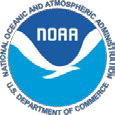 NATIONAL OCEANIC AND ATMOSPHERIC ADMINISTRATION
NOAA
U.S. DEPARTMENT OF COMMERCE